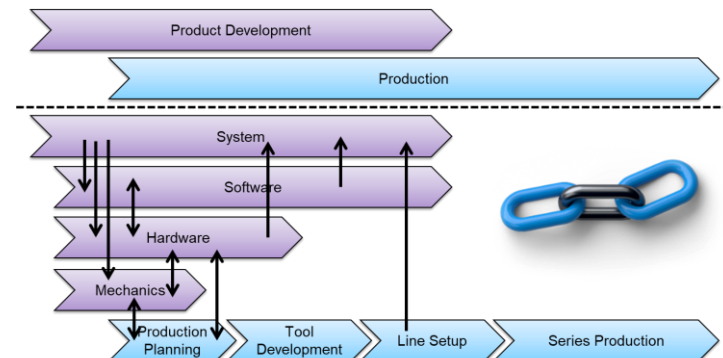 Product Development
Production
System
Software
Hardware
Mechanics
Production
Planning
Tool
Development
Line Setup
Series Production